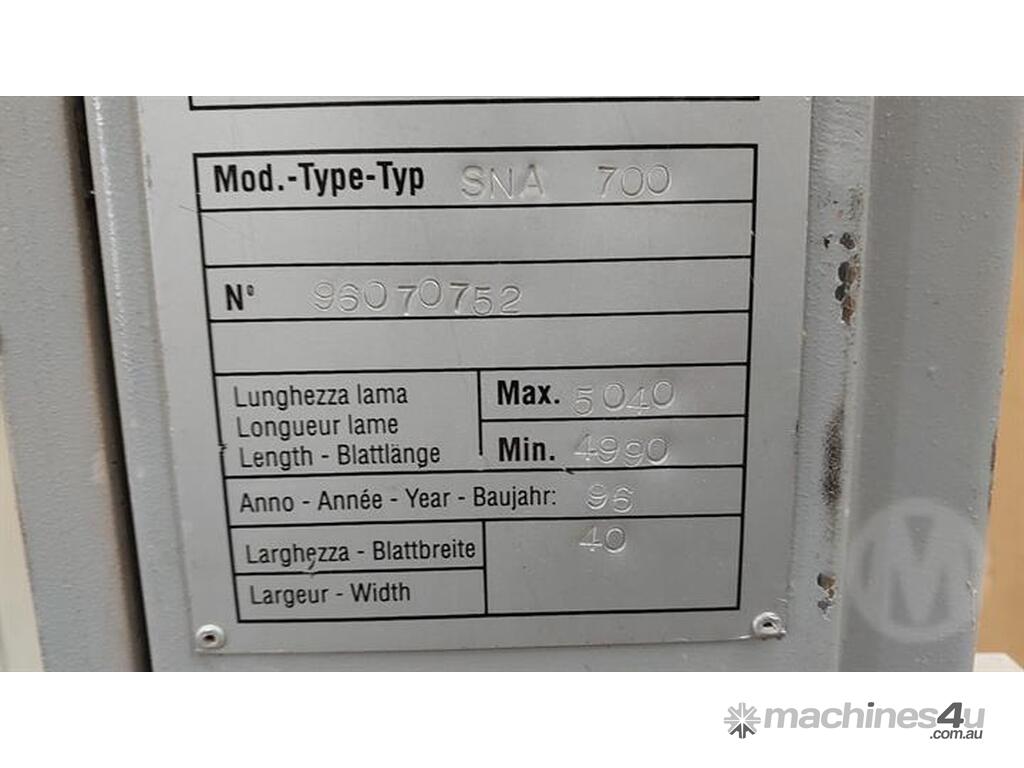 Mod.-Type-Typ SNA 700
N° 96070752
Lunghezza lama
Longueur lame
Length - Blattlänge
Max. 5040
Min. 4990
Anno - Année - Year - Baujahr: 96
Larghezza - Blattbreite
Largeur - Width
40
M
machines4u
.com.au